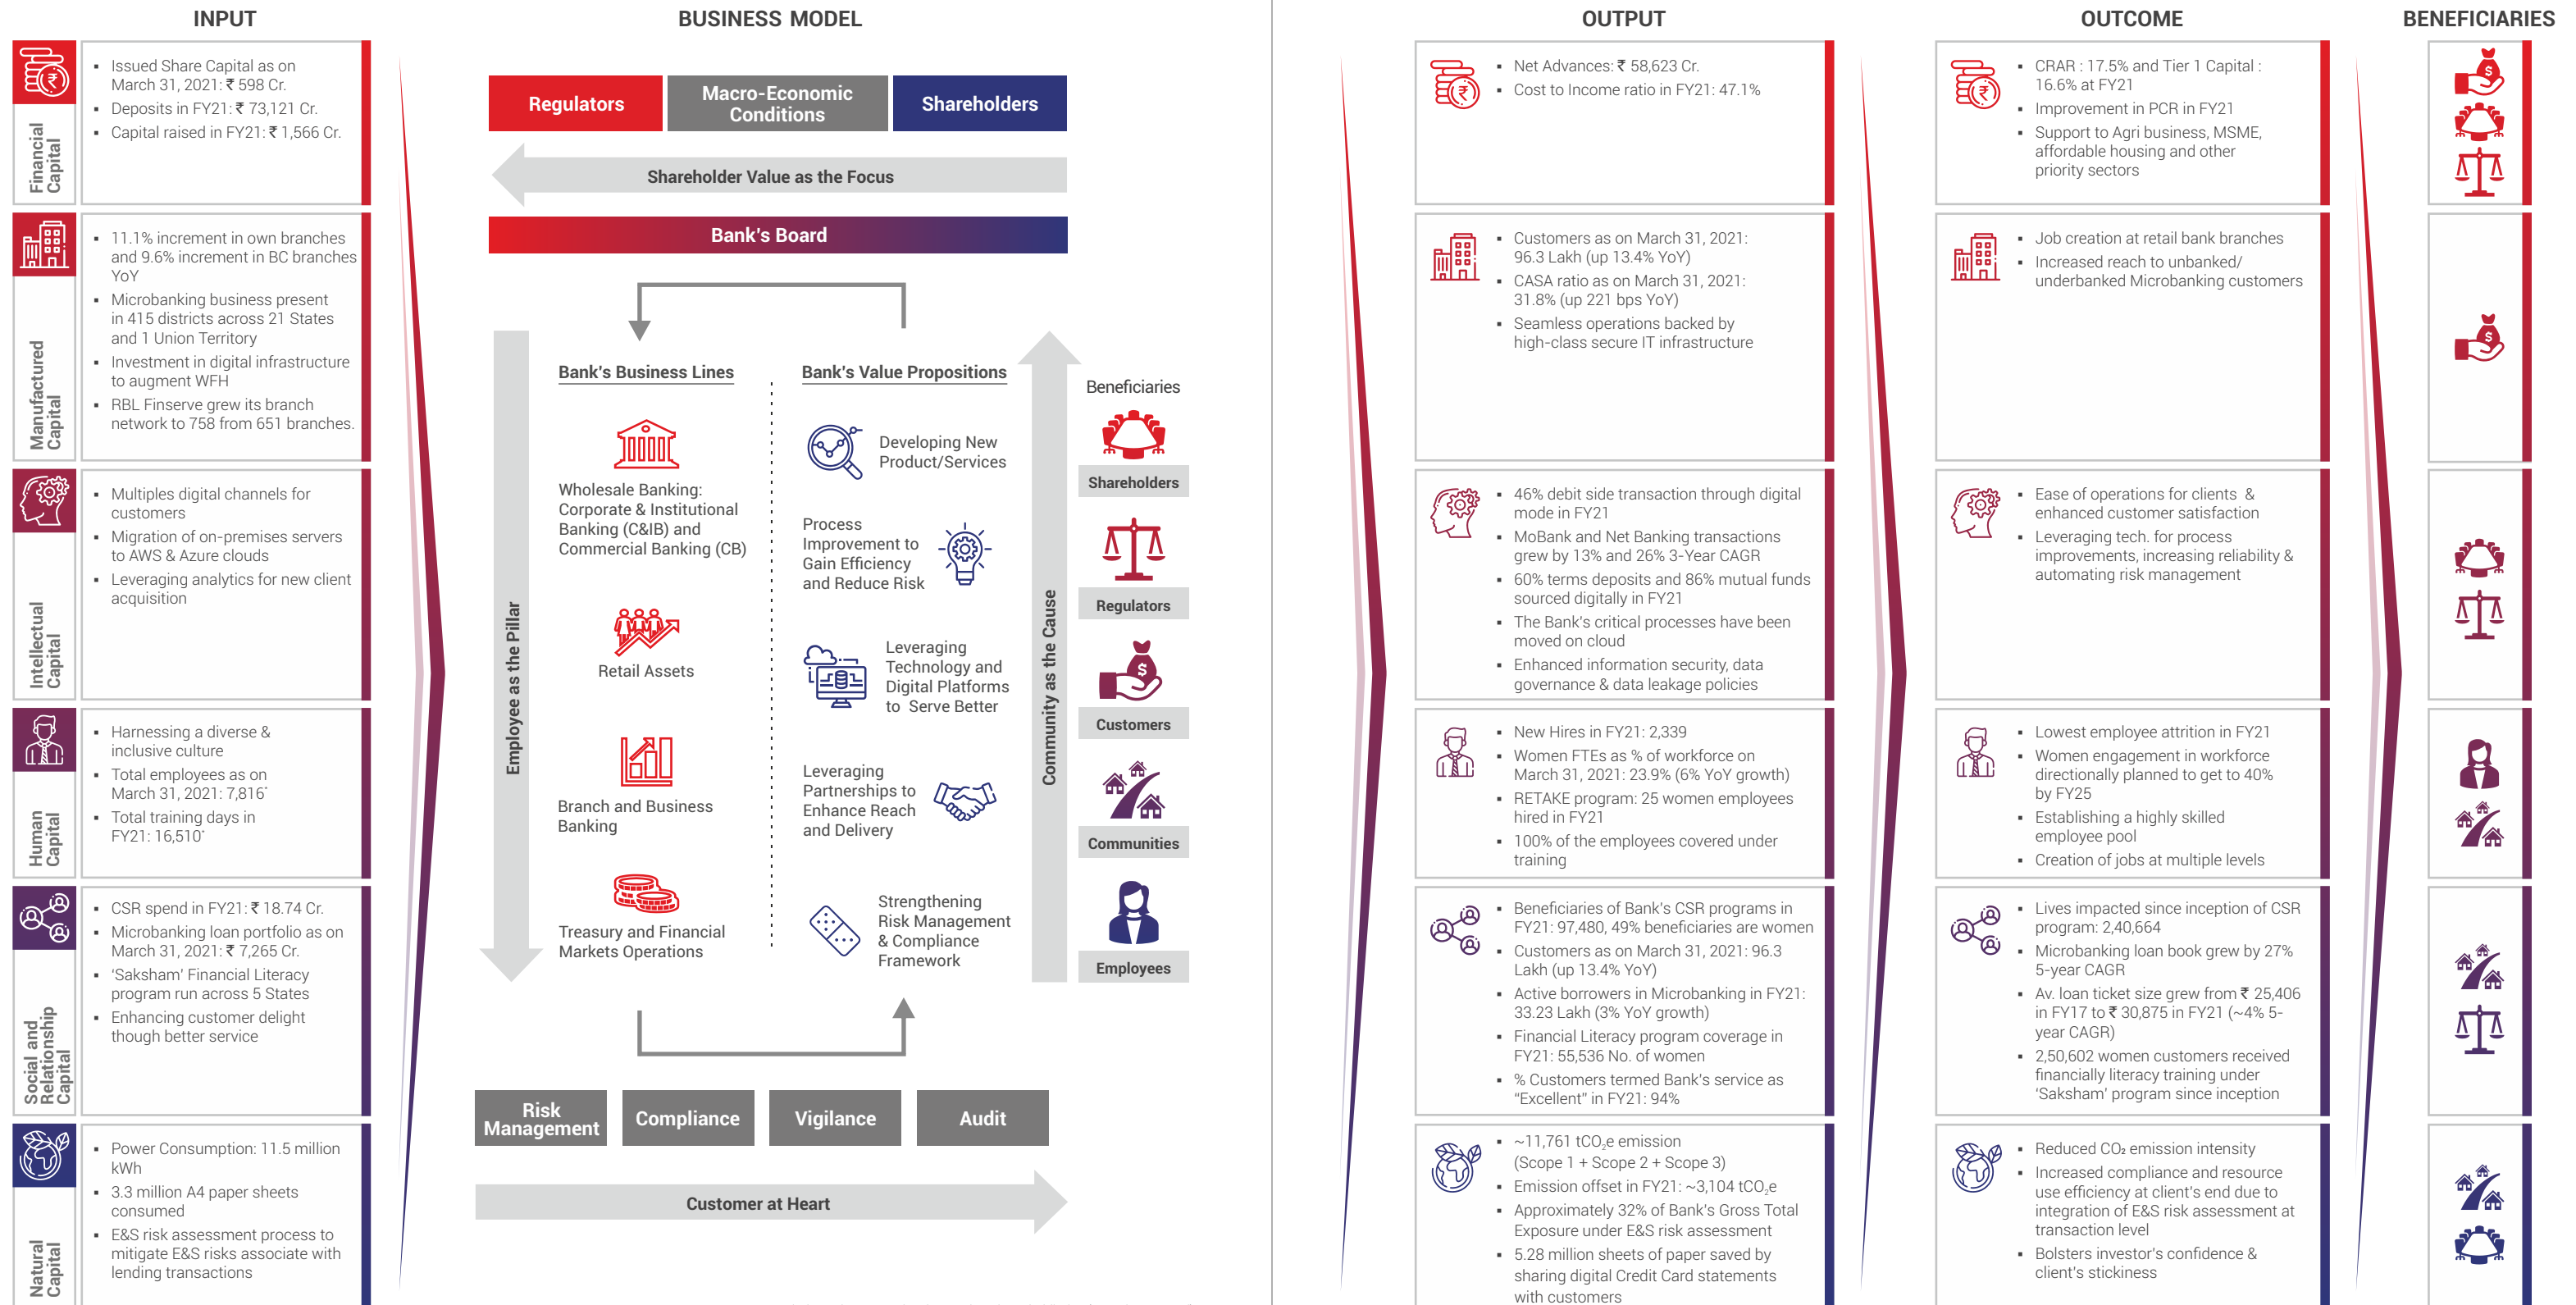 INPUT
BUSINESS MODEL
OUTPUT
OUTCOME
BENEFICIARIES
Financial
Capital
▪ Issued Share Capital as on
March 31, 2021: ₹ 598 Cr.
▪ Deposits in FY21: ₹ 73,121 Cr.
▪ Capital raised in FY21: ₹ 1,566 Cr.
Manufactured
Capital
▪ 11.1% increment in own branches
and 9.6% increment in BC branches
YoY
▪ Microbanking business present
in 415 districts across 21 States
and 1 Union Territory
▪ Investment in digital infrastructure
to augment WFH
▪ RBL Finserve grew its branch
network to 758 from 651 branches.
Intellectual
Capital
▪ Multiples digital channels for
customers
▪ Migration of on-premises servers
to AWS & Azure clouds
▪ Leveraging analytics for new client
acquisition
Human
Capital
▪ Harnessing a diverse &
inclusive culture
▪ Total employees as on
March 31, 2021: 7,816*
▪ Total training days in
FY21: 16,510*
Social and
Relationship
Capital
▪ CSR spend in FY21: ₹ 18.74 Cr.
▪ Microbanking loan portfolio as on
March 31, 2021: ₹ 7,265 Cr.
▪ ‘Saksham’ Financial Literacy
program run across 5 States
▪ Enhancing customer delight
though better service
Natural
Capital
▪ Power Consumption: 11.5 million
kWh
▪ 3.3 million A4 paper sheets
consumed
▪ E&S risk assessment process to
mitigate E&S risks associate with
lending transactions
Regulators
Macro-Economic
Conditions
Shareholders
Shareholder Value as the Focus
Bank’s Board
Employee as the Pillar
Bank’s Business Lines
Wholesale Banking:
Corporate & Institutional
Banking (C&IB) and
Commercial Banking (CB)
Retail Assets
Branch and Business
Banking
Treasury and Financial
Markets Operations
Bank’s Value Propositions
Developing New
Product/Services
Process
Improvement to
Gain Efficiency
and Reduce Risk
Leveraging
Technology and
Digital Platforms
to Serve Better
Leveraging
Partnerships to
Enhance Reach
and Delivery
Strengthening
Risk Management
& Compliance
Framework
Community as the Cause
Beneficiaries
Shareholders
Regulators
$
Customers
Communities
Employees
Risk
Management
Compliance
Vigilance
Audit
Customer at Heart
▪ Net Advances: ₹ 58,623 Cr.
▪ Cost to Income ratio in FY21: 47.1%
▪ Customers as on March 31, 2021:
96.3 Lakh (up 13.4% YoY)
▪ CASA ratio as on March 31, 2021:
31.8% (up 221 bps YoY)
▪ Seamless operations backed by
high-class secure IT infrastructure
▪ 46% debit side transaction through digital
mode in FY21
▪ MoBank and Net Banking transactions
grew by 13% and 26% 3-Year CAGR
▪ 60% terms deposits and 86% mutual funds
sourced digitally in FY21
▪ The Bank’s critical processes have been
moved on cloud
▪ Enhanced information security, data
governance & data leakage policies
▪ New Hires in FY21: 2,339
▪ Women FTEs as % of workforce on
March 31, 2021: 23.9% (6% YoY growth)
▪ RETAKE program: 25 women employees
hired in FY21
▪ 100% of the employees covered under
training
▪ Beneficiaries of Bank’s CSR programs in
FY21: 97,480, 49% beneficiaries are women
▪ Customers as on March 31, 2021: 96.3
Lakh (up 13.4% YoY)
▪ Active borrowers in Microbanking in FY21:
33.23 Lakh (3% YoY growth)
▪ Financial Literacy program coverage in
FY21: 55,536 No. of women
▪ % Customers termed Bank’s service as
“Excellent” in FY21: 94%
▪ ~11,761 tCO₂e emission
(Scope 1 + Scope 2 + Scope 3)
▪ Emission offset in FY21: ~3,104 tCO₂e
▪ Approximately 32% of Bank’s Gross Total
Exposure under E&S risk assessment
▪ 5.28 million sheets of paper saved by
sharing digital Credit Card statements
with customers
▪ CRAR : 17.5% and Tier 1 Capital :
16.6% at FY21
▪ Improvement in PCR in FY21
▪ Support to Agri business, MSME,
affordable housing and other
priority sectors
▪ Job creation at retail bank branches
▪ Increased reach to unbanked/
underbanked Microbanking customers
▪ Ease of operations for clients &
enhanced customer satisfaction
▪ Leveraging tech. for process
improvements, increasing reliability &
automating risk management
▪ Lowest employee attrition in FY21
▪ Women engagement in workforce
directionally planned to get to 40%
by FY25
▪ Establishing a highly skilled
employee pool
▪ Creation of jobs at multiple levels
▪ Lives impacted since inception of CSR
program: 2,40,664
▪ Microbanking loan book grew by 27%
5-year CAGR
▪ Av. loan ticket size grew from ₹ 25,406
in FY17 to ₹ 30,875 in FY21 (~4% 5-
year CAGR)
▪ 2,50,602 women customers received
financially literacy training under
‘Saksham’ program since inception
▪ Reduced CO₂ emission intensity
▪ Increased compliance and resource
use efficiency at client’s end due to
integration of E&S risk assessment at
transaction level
▪ Bolsters investor’s confidence &
client’s stickiness
$
$